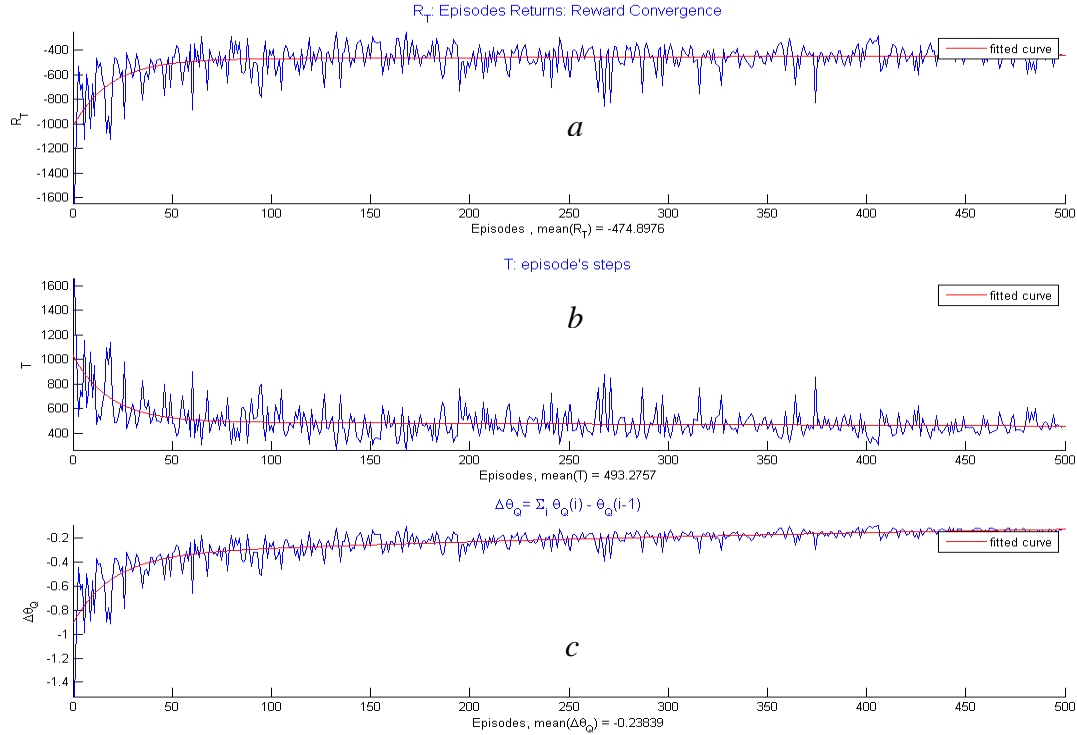 R_T: Episodes Returns: Reward Convergence
-400
-600
-800
-1000
-1200
-1400
-1600
R_T
fitted curve
a
0 50 100 150 200 250 300 350 400 450 500
Episodes , mean(R_T) = -474.8976
T: episode's steps
1600
1400
1200
1000
800
600
400
T
fitted curve
b
0 50 100 150 200 250 300 350 400 450 500
Episodes, mean(T) = 493.2757
Δθ_Q= Σ_i θ_Q(i) - θ_Q(i-1)
-0.2
-0.4
-0.6
-0.8
-1
-1.2
-1.4
Δθ_Q
fitted curve
c
0 50 100 150 200 250 300 350 400 450 500
Episodes, mean(Δθ_Q) = -0.23839